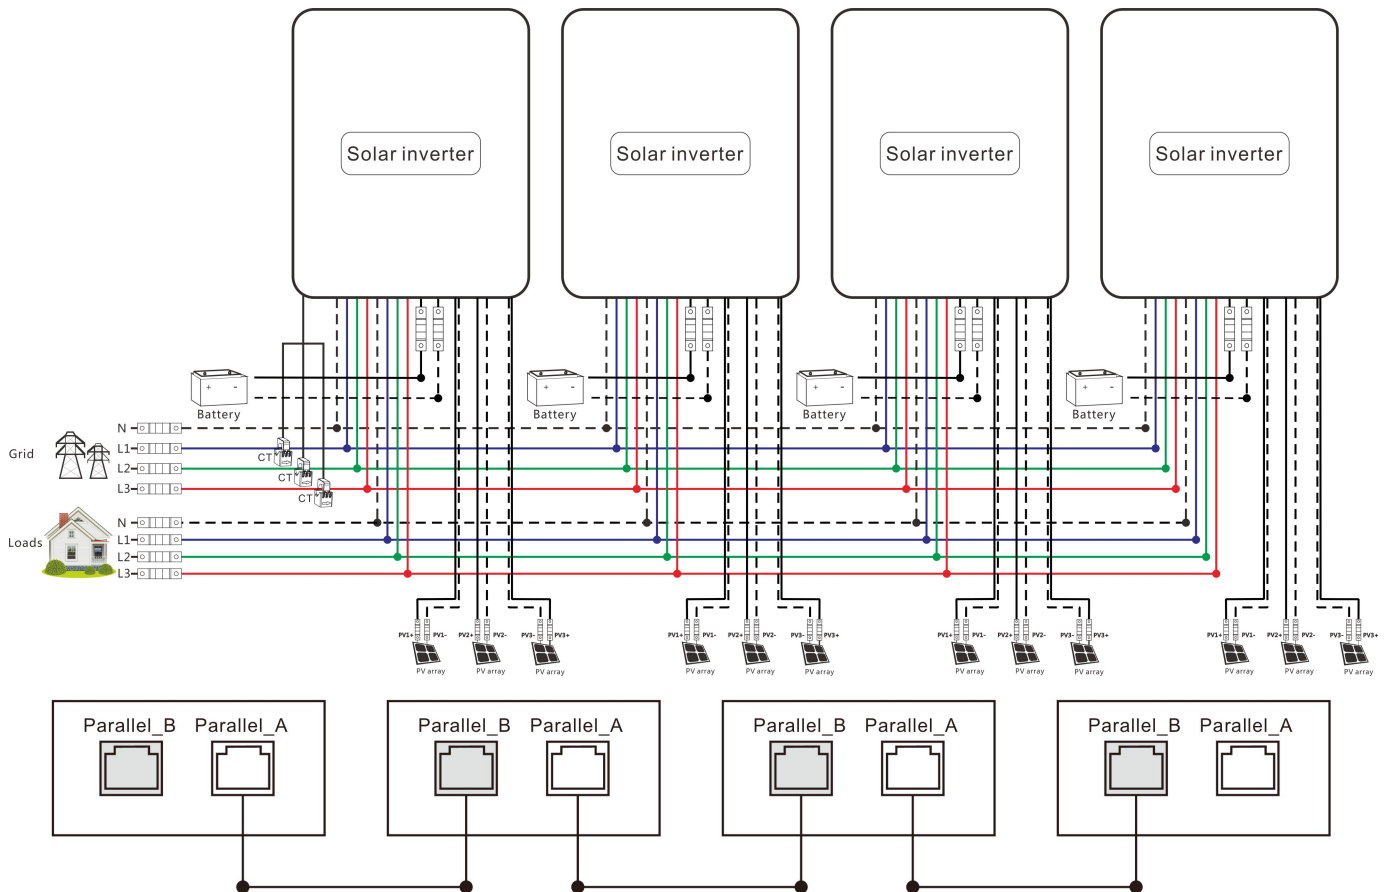 Solar inverter
Solar inverter
Solar inverter
Solar inverter
+ -
Battery
+ -
Battery
+ -
Battery
+ -
Battery
Grid
N
L1
L2
L3
CT
CT
CT
Loads
N
L1
L2
L3
PV1+ PV1- PV2+ PV2- PV3- PV3+
PV array PV array PV array
PV1+ PV1- PV2+ PV2- PV3- PV3+
PV array PV array PV array
PV1+ PV1- PV2+ PV2- PV3- PV3+
PV array PV array PV array
PV1+ PV1- PV2+ PV2- PV3- PV3+
PV array PV array PV array
Parallel_B Parallel_A
Parallel_B Parallel_A
Parallel_B Parallel_A
Parallel_B Parallel_A